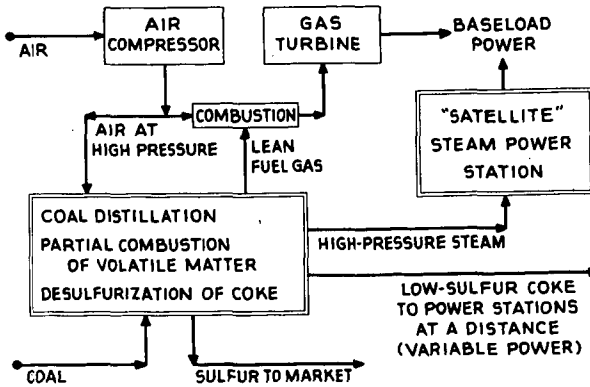 AIR
COMPRESSOR
GAS
TURBINE
BASELOAD
POWER
AIR
AIR AT
HIGH PRESSURE
COMBUSTION
LEAN
FUEL GAS
"SATELLITE"
STEAM POWER
STATION
COAL DISTILLATION
PARTIAL COMBUSTION
OF VOLATILE MATTER
DESULFURIZATION OF COKE
HIGH-PRESSURE STEAM
LOW-SULFUR COKE
TO POWER STATIONS
AT A DISTANCE
(VARIABLE POWER)
COAL
SULFUR TO MARKET